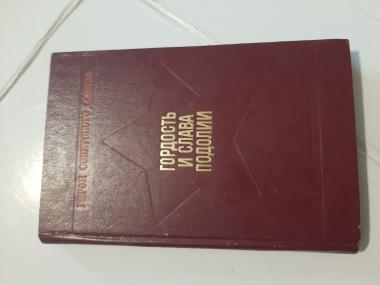 ГЕРОИ СОВЕТСКОГО СОЮЗА
ГОРДОСТЬ
И СЛАВА
ПОДОЛИИ